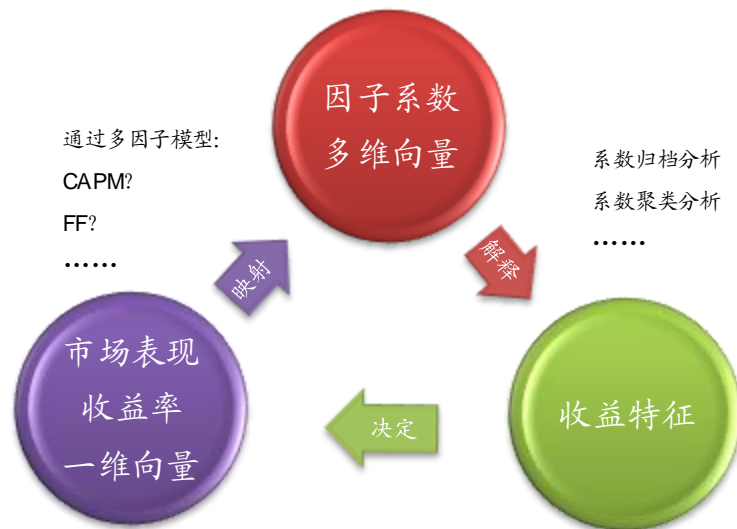 因子系数
多维向量
通过多因子模型:
CAPM?
FF?
……
系数归档分析
系数聚类分析
……
映射
解释
市场表现
收益率
一维向量
决定
收益特征